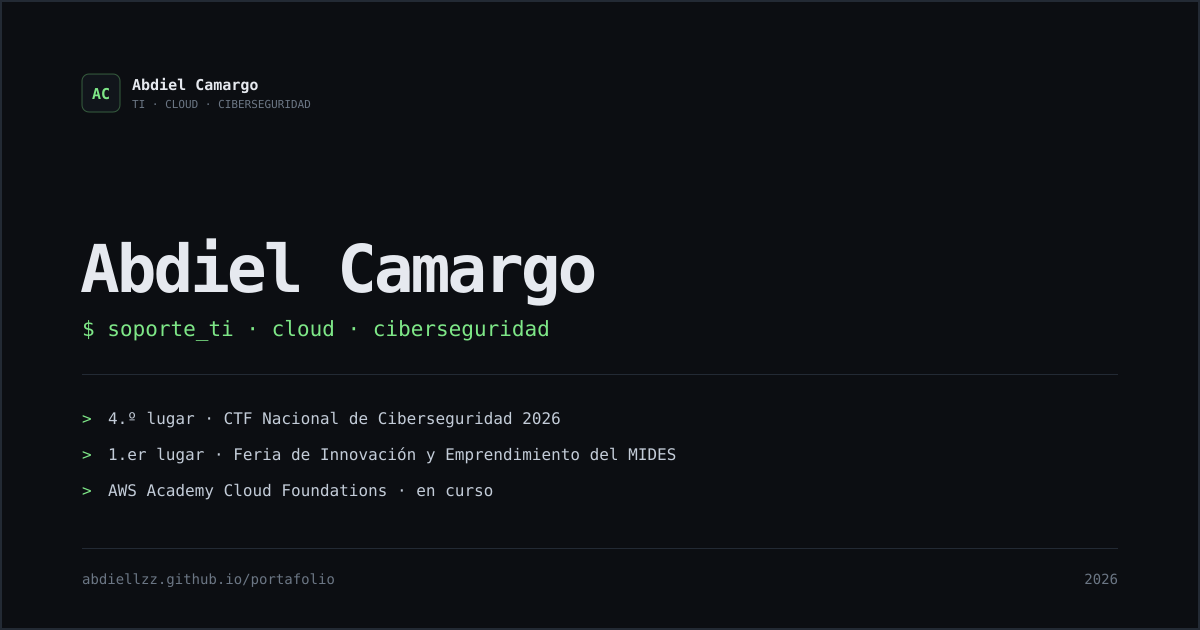 AC
Abdiel Camargo
TI · CLOUD · CIBERSEGURIDAD
Abdiel Camargo
$ soporte_ti · cloud · ciberseguridad
> 4.º lugar · CTF Nacional de Ciberseguridad 2026
> 1.er lugar · Feria de Innovación y Emprendimiento del MIDES
> AWS Academy Cloud Foundations · en curso
abdiellzz.github.io/portafolio
2026